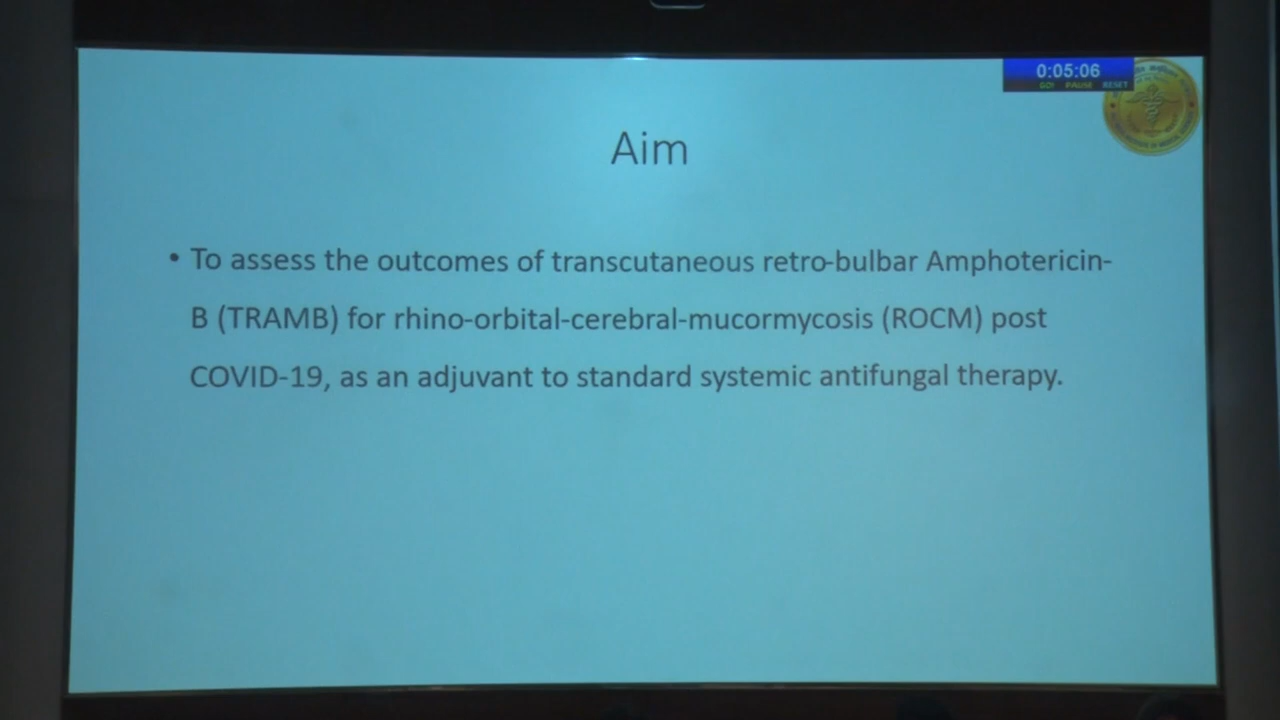 0:05:06
GO! PAUSE RESET
Aim
• To assess the outcomes of transcutaneous retro-bulbar Amphotericin-
B (TRAMB) for rhino-orbital-cerebral-mucormycosis (ROCM) post
COVID-19, as an adjuvant to standard systemic antifungal therapy.